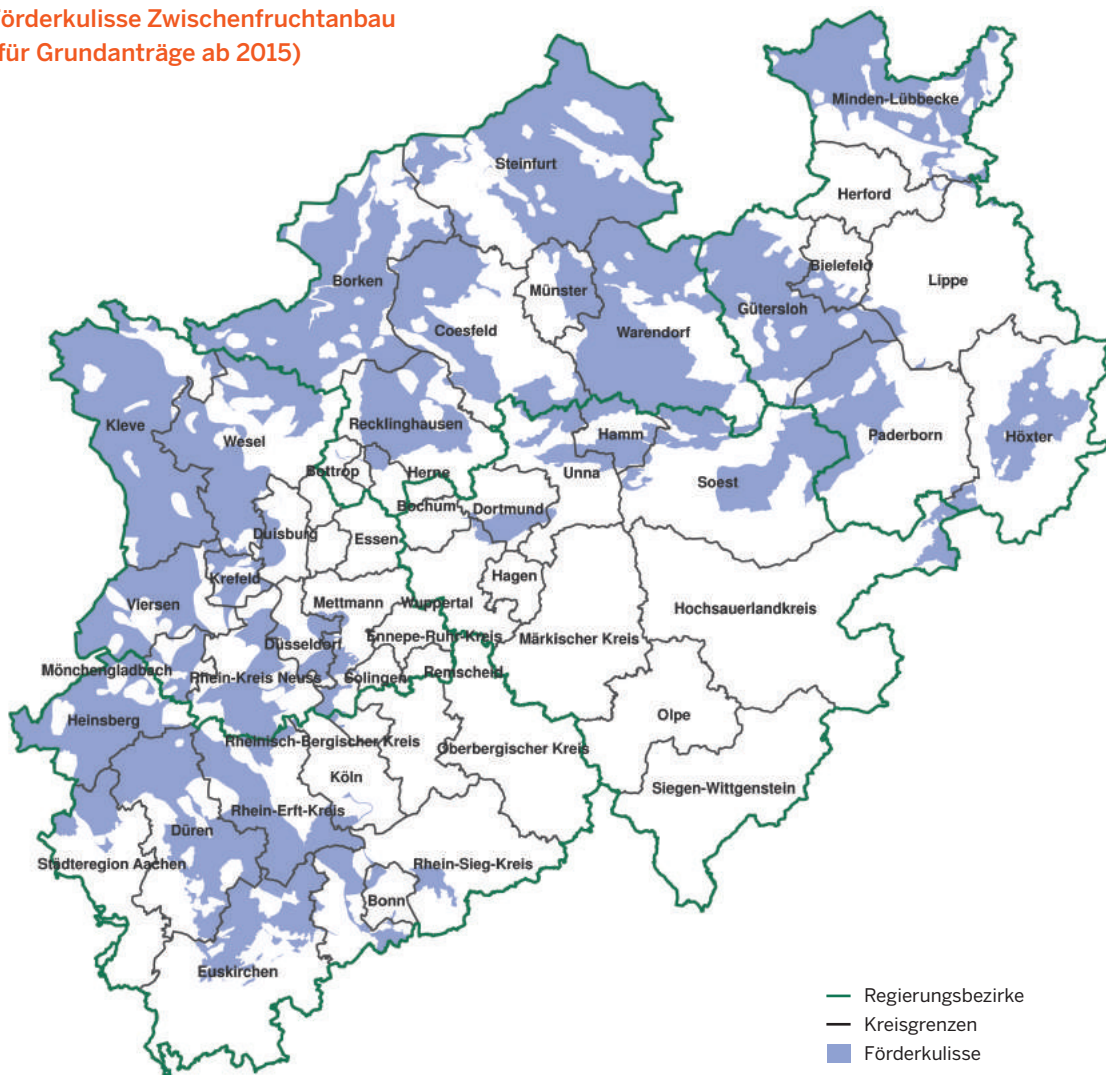 örderkulisse Zwischenfruchtanbau
für Grundanträge ab 2015)
Minden-Lübbecke
Steinfurt
Herford
Bielefeld
Lippe
Borken
Münster
Gütersloh
Coesfeld
Warendorf
Kleve
Wesel
Recklinghausen
Hamm
Paderborn
Höxter
Bottrop
Herne
Unna
Soest
Bochum
Dortmund
Duisburg
Essen
Krefeld
Hagen
Viersen
Mettmann
Wuppertal
Hochsauerlandkreis
Düsseldorf
Ennepe-Ruhr-Kreis
Märkischer Kreis
Mönchengladbach
Rhein-Kreis Neuss
Solingen
Remscheid
Heinsberg
Olpe
Rheinisch-Bergischer Kreis
Oberbergischer Kreis
Köln
Siegen-Wittgenstein
Rhein-Erft-Kreis
Düren
Städteregion Aachen
Rhein-Sieg-Kreis
Bonn
Euskirchen
Regierungsbezirke
Kreisgrenzen
Förderkulisse